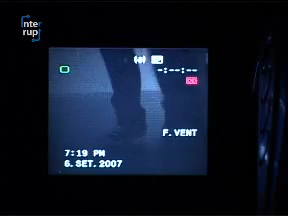 nte
rup
-:--:--
F. VENT
7:19 PM
6. SET. 2007